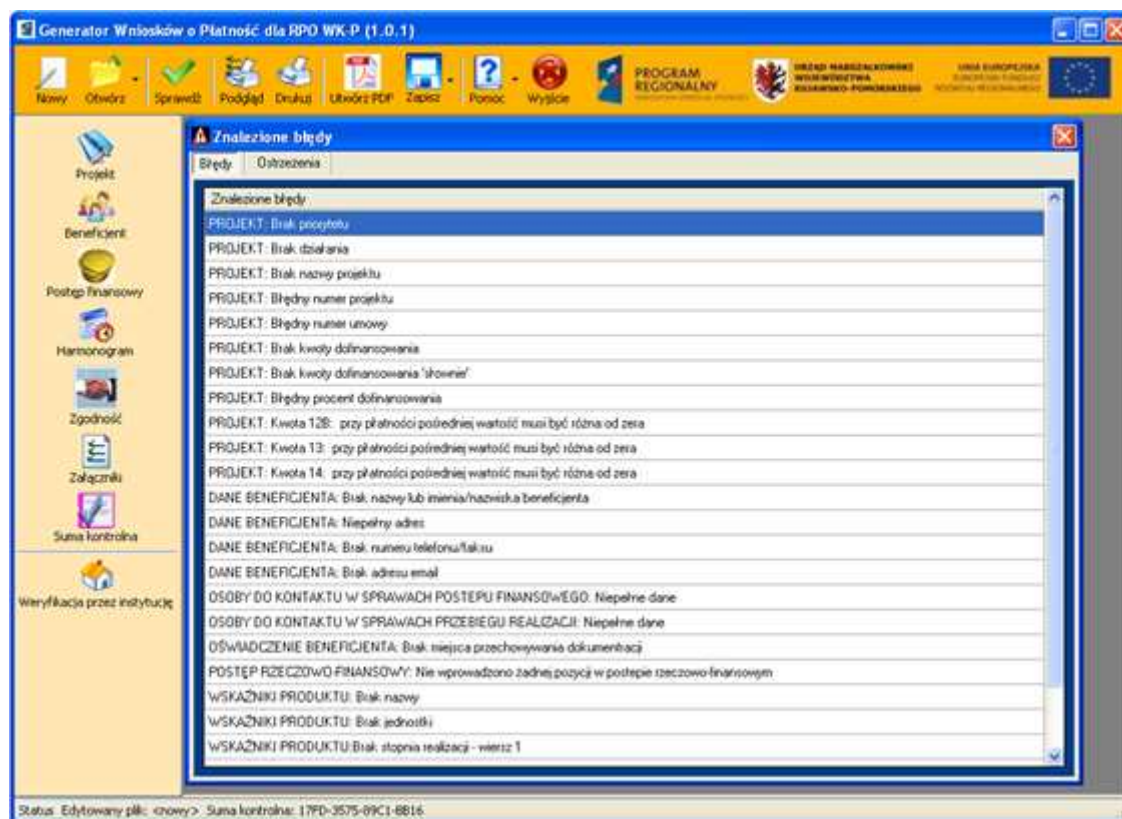 Generator Wniosków o Płatność dla RPO WK-P (1.0.1)
Nowy Otwórz Sprawdź Podgląd Drukuj Utwórz PDF Zapisz Pomoc Wyjście
PROGRAM REGIONALNY
URZĄD MARSZAŁKOWSKI
WOJEWÓDZTWA
KUJAWSKO-POMORSKIEGO
UNIA EUROPEJSKA
Projekt
Beneficjent
Postęp finansowy
Harmonogram
Zgodność
Załączniki
Suma kontrolna
Weryfikacja przez instytucję
Znalezione błędy
Błędy Ostrzeżenia
Znalezione błędy
PROJEKT: Brak priorytetu
PROJEKT: Brak działania
PROJEKT: Brak nazwy projektu
PROJEKT: Błędny numer projektu
PROJEKT: Błędny numer umowy
PROJEKT: Brak kwoty dofinansowania
PROJEKT: Brak kwoty dofinansowania 'słownie'
PROJEKT: Błędny procent dofinansowania
PROJEKT: Kwota 12B: przy płatności pośredniej wartość musi być różna od zera
PROJEKT: Kwota 13: przy płatności pośredniej wartość musi być różna od zera
PROJEKT: Kwota 14: przy płatności pośredniej wartość musi być różna od zera
DANE BENEFICJENTA: Brak nazwy lub imienia/nazwiska beneficjenta
DANE BENEFICJENTA: Niepełny adres
DANE BENEFICJENTA: Brak numeru telefonu/faksu
DANE BENEFICJENTA: Brak adresu email
OSOBY DO KONTAKTU W SPRAWACH POSTEPU FINANSOWEGO: Niepełne dane
OSOBY DO KONTAKTU W SPRAWACH PRZEBIEGU REALIZACJI: Niepełne dane
OŚWIADCZENIE BENEFICJENTA: Brak miejsca przechowywania dokumentacji
POSTĘP RZECZOWO-FINANSOWY: Nie wprowadzono żadnej pozycji w postepie rzeczowo-finansowym
WSKAŹNIKI PRODUKTU: Brak nazwy
WSKAŹNIKI PRODUKTU: Brak jednostki
WSKAŹNIKI PRODUKTU:Brak stopnia realizacji - wiersz 1
Status Edytowany plik: <nowy> Suma kontrolna: 17FD-3575-89C1-8B16